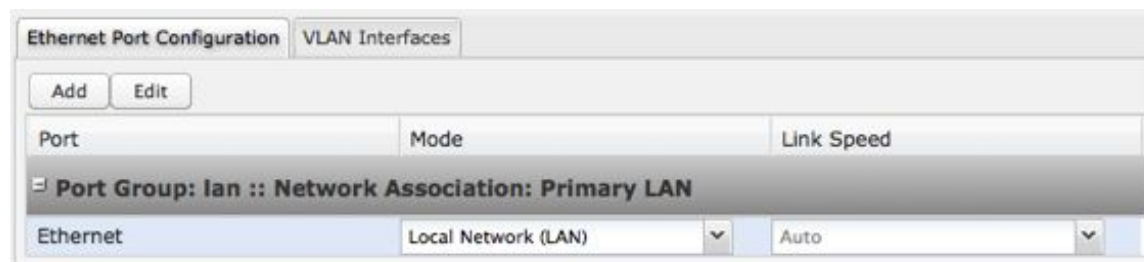 Ethernet Port Configuration VLAN Interfaces
Add Edit
Port Mode Link Speed
Port Group: lan :: Network Association: Primary LAN
Ethernet Local Network (LAN) Auto